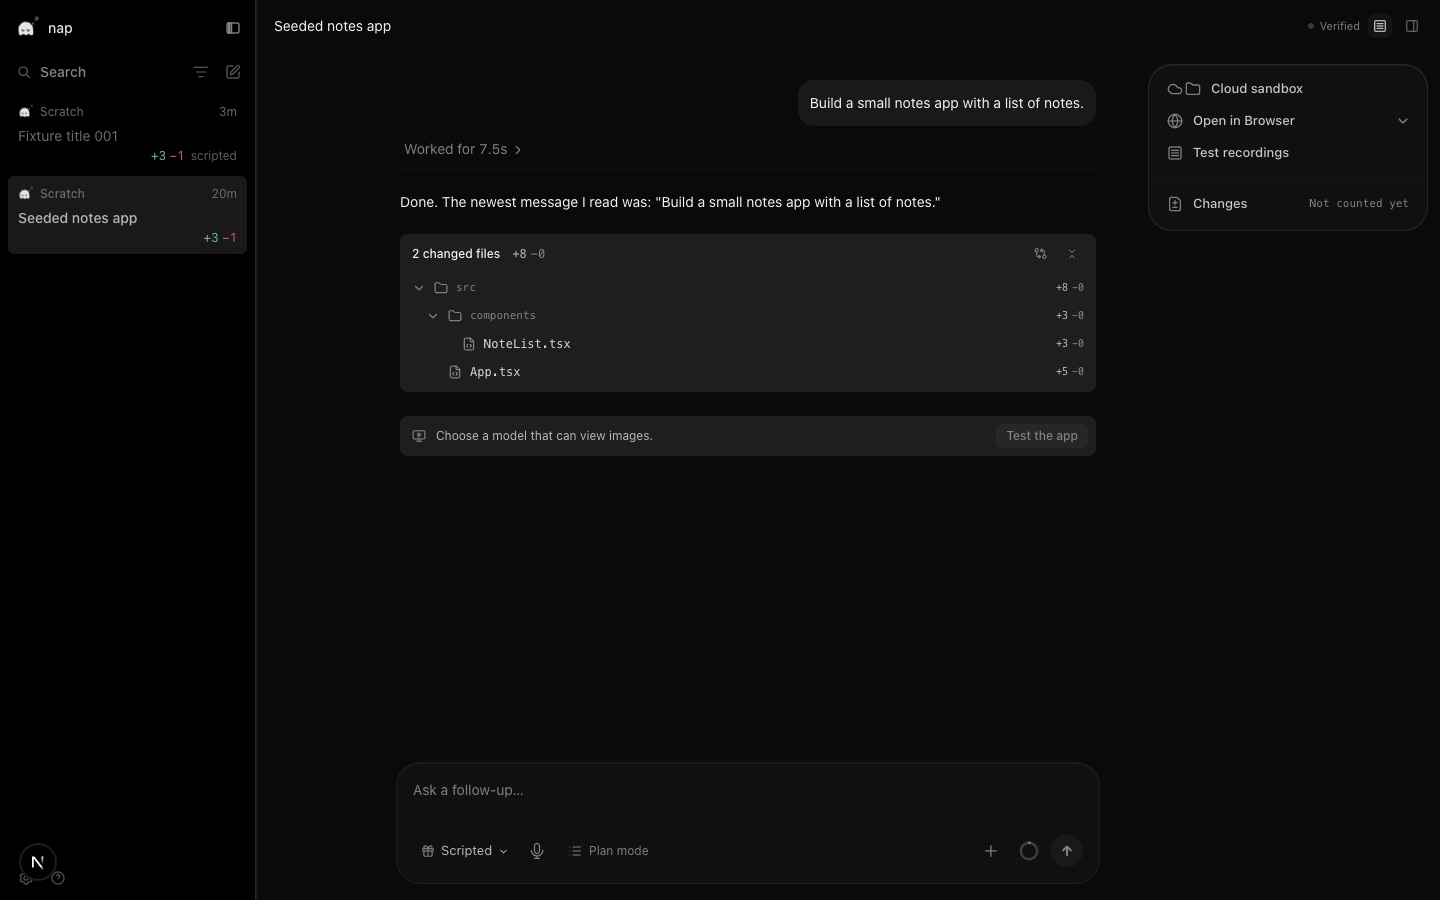 nap
Search
Scratch 3m
Fixture title 001
+3 −1 scripted
Scratch 20m
Seeded notes app
+3 −1
N
Seeded notes app
Verified
Build a small notes app with a list of notes.
Worked for 7.5s
Done. The newest message I read was: "Build a small notes app with a list of notes."
2 changed files +8 −0
src +8 −0
components +3 −0
NoteList.tsx +3 −0
App.tsx +5 −0
Choose a model that can view images. Test the app
Ask a follow-up...
Scripted Plan mode
Cloud sandbox
Open in Browser
Test recordings
Changes Not counted yet